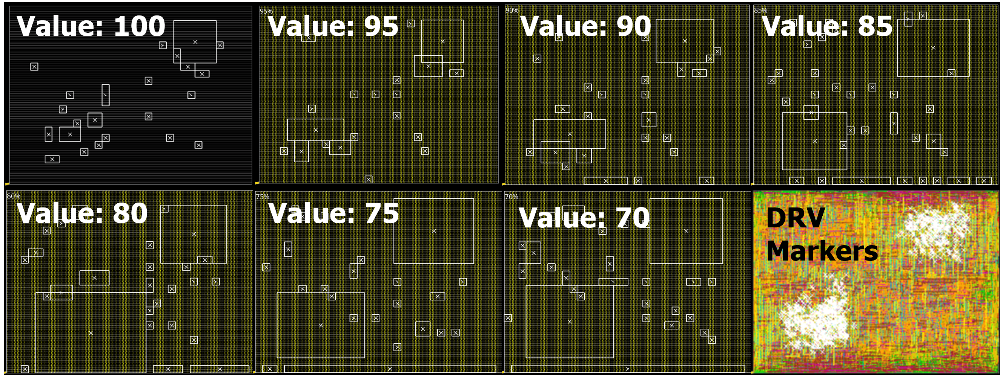 Value: 100
95%
Value: 95
90%
Value: 90
85%
Value: 85
80%
Value: 80
75%
Value: 75
70%
Value: 70
DRV
Markers